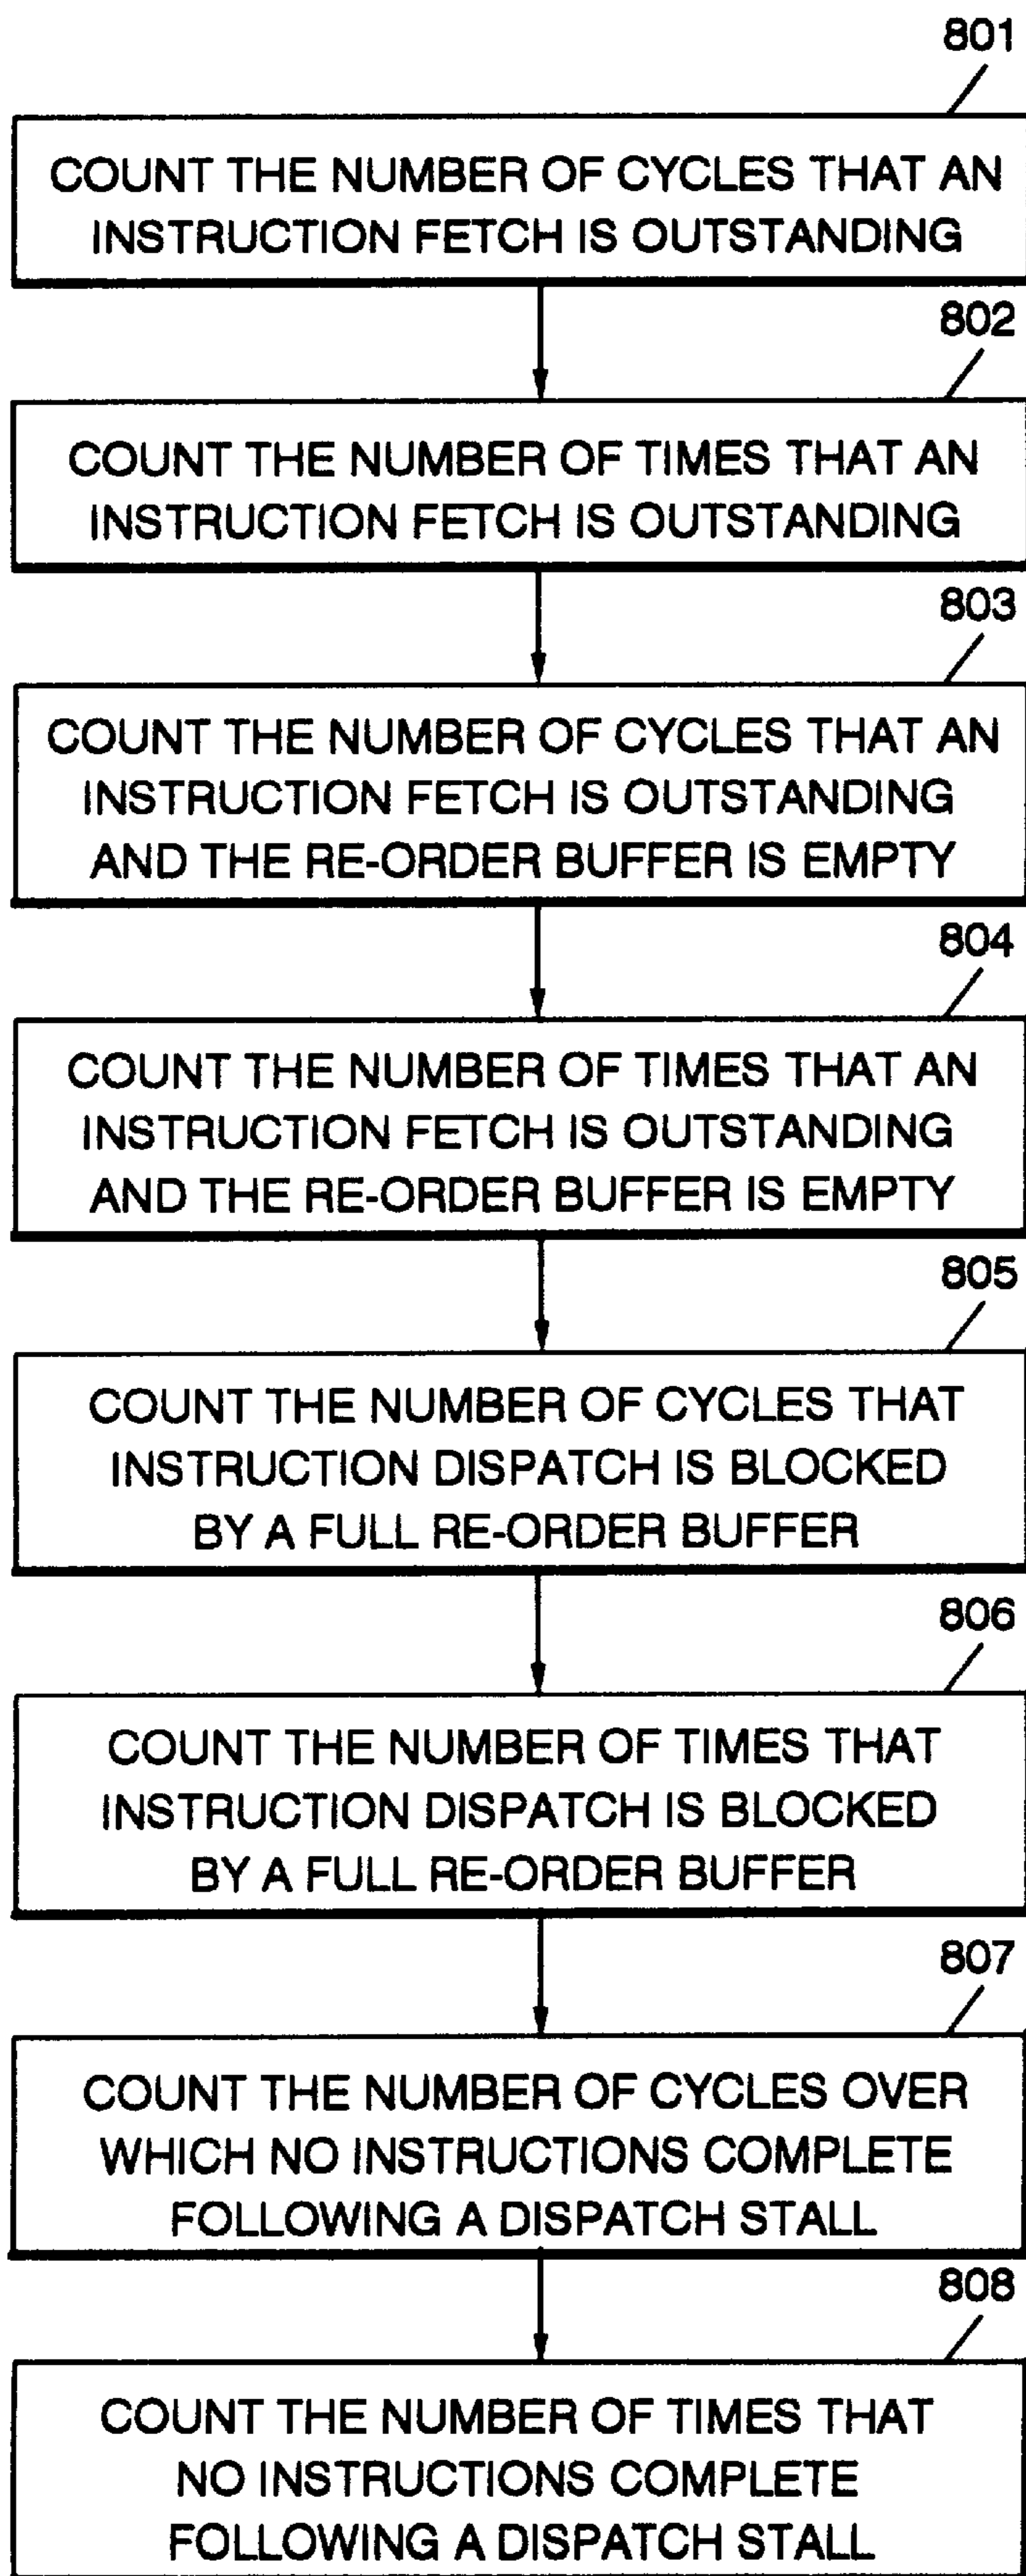 801
COUNT THE NUMBER OF CYCLES THAT AN
INSTRUCTION FETCH IS OUTSTANDING
802
COUNT THE NUMBER OF TIMES THAT AN
INSTRUCTION FETCH IS OUTSTANDING
803
COUNT THE NUMBER OF CYCLES THAT AN
INSTRUCTION FETCH IS OUTSTANDING
AND THE RE-ORDER BUFFER IS EMPTY
804
COUNT THE NUMBER OF TIMES THAT AN
INSTRUCTION FETCH IS OUTSTANDING
AND THE RE-ORDER BUFFER IS EMPTY
805
COUNT THE NUMBER OF CYCLES THAT
INSTRUCTION DISPATCH IS BLOCKED
BY A FULL RE-ORDER BUFFER
806
COUNT THE NUMBER OF TIMES THAT
INSTRUCTION DISPATCH IS BLOCKED
BY A FULL RE-ORDER BUFFER
807
COUNT THE NUMBER OF CYCLES OVER
WHICH NO INSTRUCTIONS COMPLETE
FOLLOWING A DISPATCH STALL
808
COUNT THE NUMBER OF TIMES THAT
NO INSTRUCTIONS COMPLETE
FOLLOWING A DISPATCH STALL